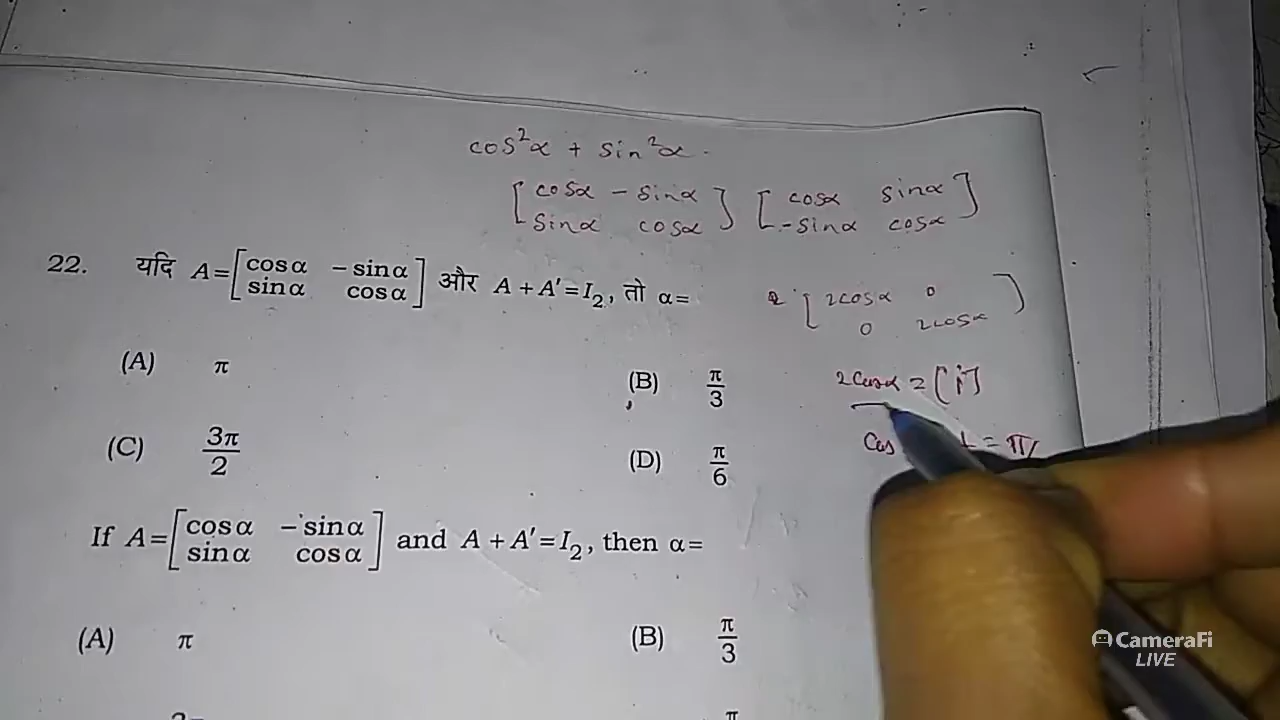 cos²α + sin²α.
[cosα - sinα] [cosα sinα]
[sinα cosα] [-sinα cosα]
22. यदि A=[cosα -sinα] और A+A'=I₂, तो α=
[sinα cosα]
[2cosα 0]
[0 2cosα]
(A) π
(B) π/3
2cosα = [1]
(C) 3π/2
(D) π/6
Cos = π/
If A=[cosα -sinα] and A+A'=I₂, then α=
[sinα cosα]
(A) π
(B) π/3
CameraFi
LIVE